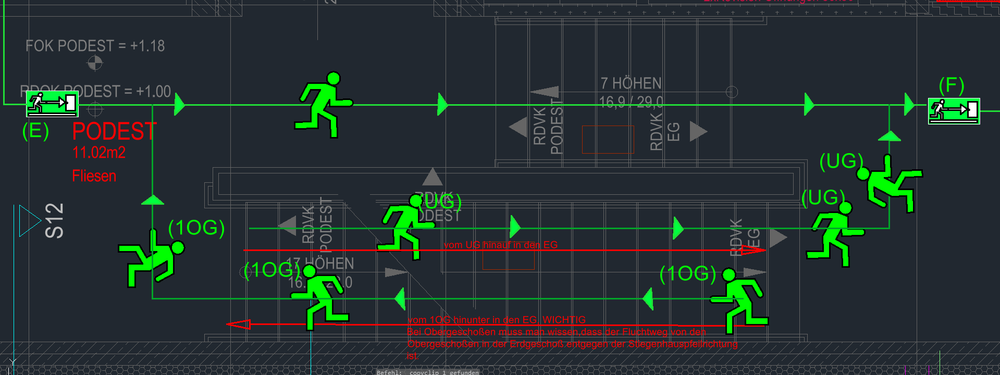 FOK PODEST = +1.18
RDOK PODEST = +1.00
(E)
PODEST
11.02m2
Fliesen
S12
7 HÖHEN
16,9 / 29,0
RDVK
PODEST
RDVK
EG
(F)
(UG)
(UG)
(UG)
RDVK
PODEST
RDVK
PODEST
RDVK
EG
(1OG)
vom UG hinauf in den EG
17 HÖHEN
(1OG)
(1OG)
vom 1OG hinunter in den EG, WICHTIG
Bei Obergeschoßen muss man wissen,dass der Fluchtweg von den
Obergeschoßen in der Erdgeschoß entgegen der Stiegenhauspfeilrichtung
ist.
Befehl: _copyclip 1 gefunden